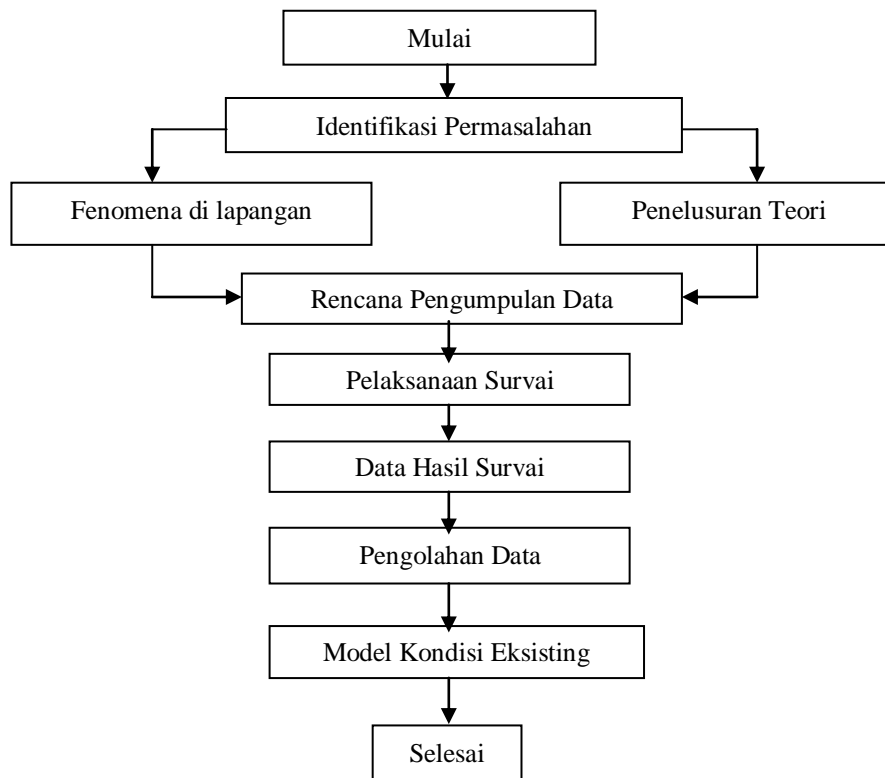 Mulai
Identifikasi Permasalahan
Fenomena di lapangan
Penelusuran Teori
Rencana Pengumpulan Data
Pelaksanaan Survai
Data Hasil Survai
Pengolahan Data
Model Kondisi Eksisting
Selesai